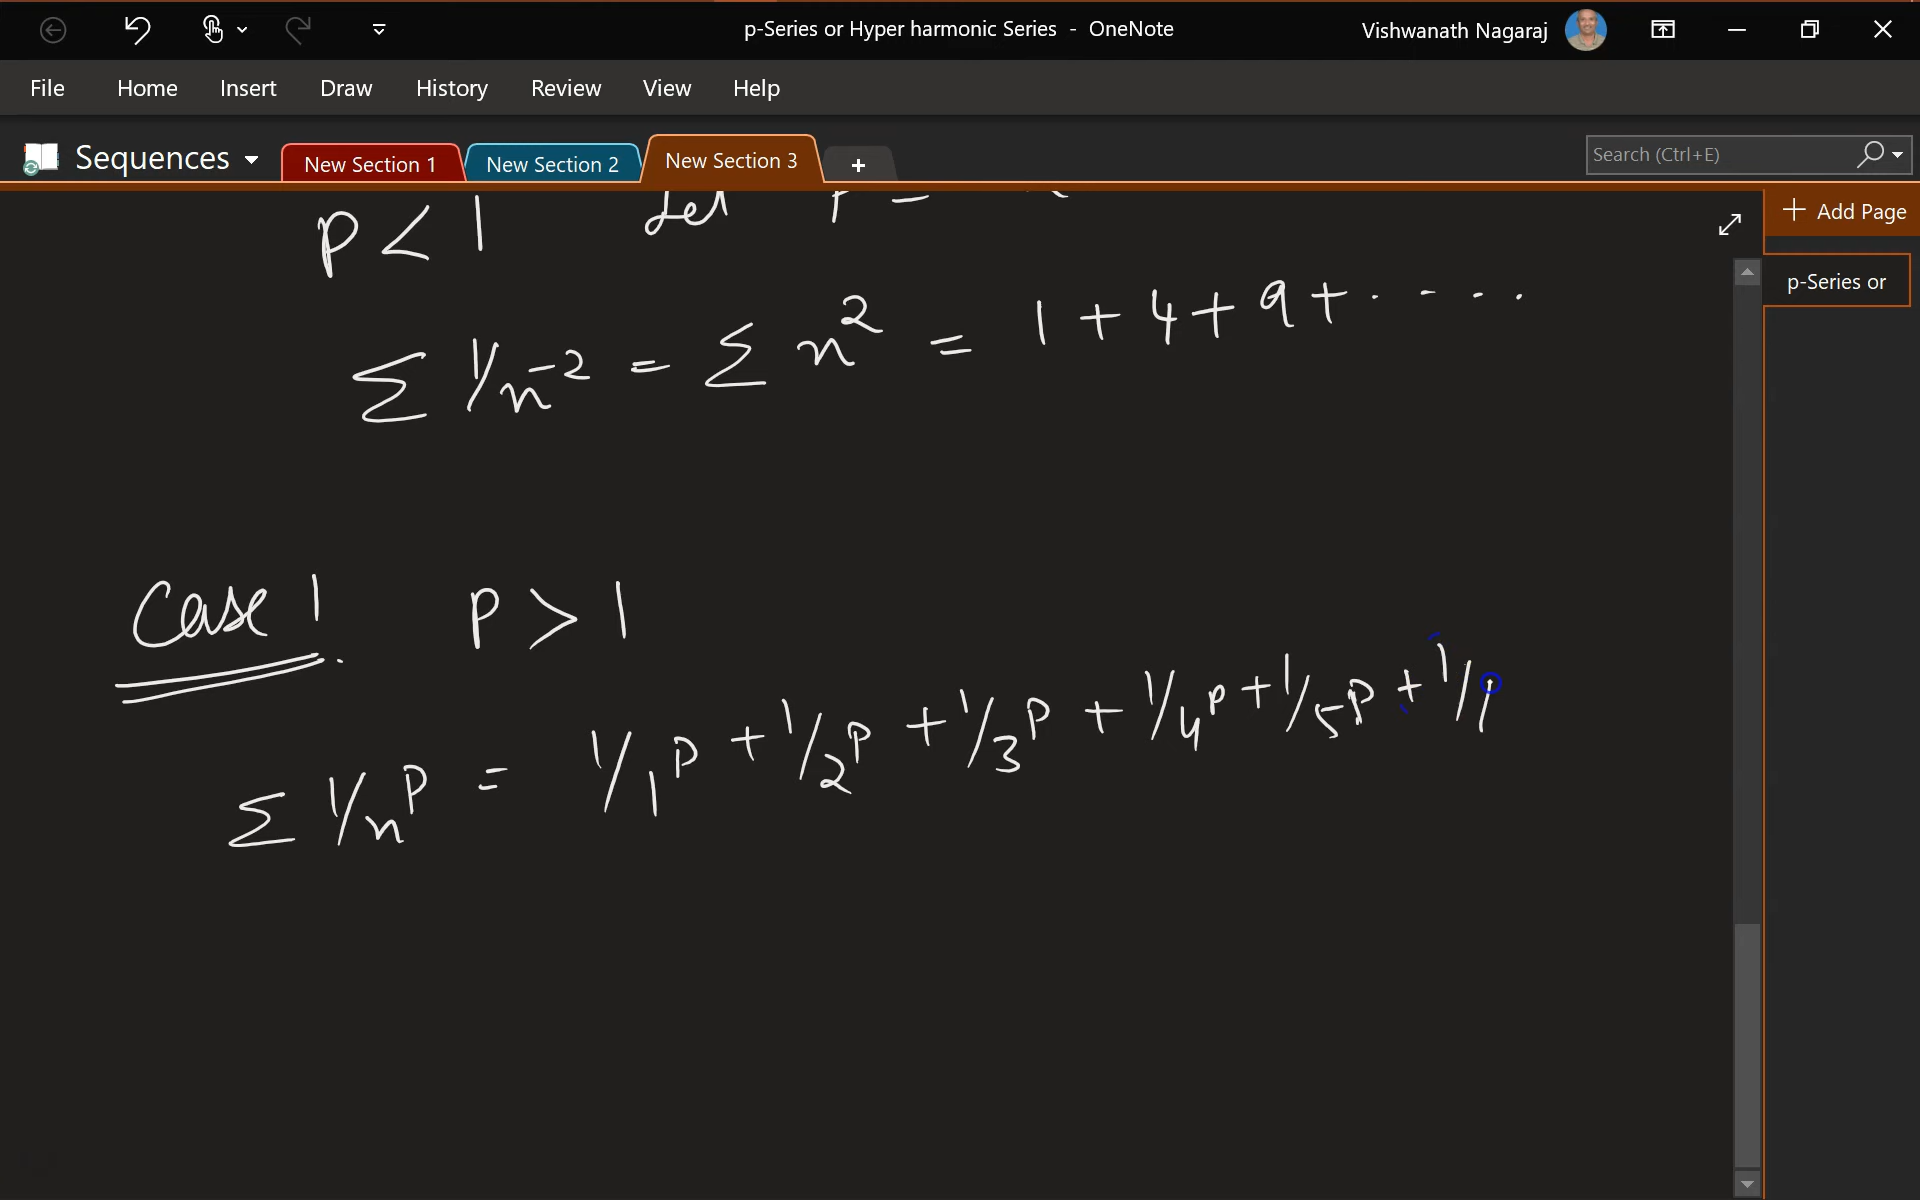 p-Series or Hyper harmonic Series - OneNote
Vishwanath Nagaraj
File Home Insert Draw History Review View Help
Sequences New Section 1 New Section 2 New Section 3 +
Search (Ctrl+E)
+ Add Page
p-Series or
P < 1 Let P =
Σ 1/n^-2 = Σ n^2 = 1 + 4 + 9 + ....
Case 1. P > 1
Σ 1/n^P = 1/1^P + 1/2^P + 1/3^P + 1/4^P + 1/5^P + 1/